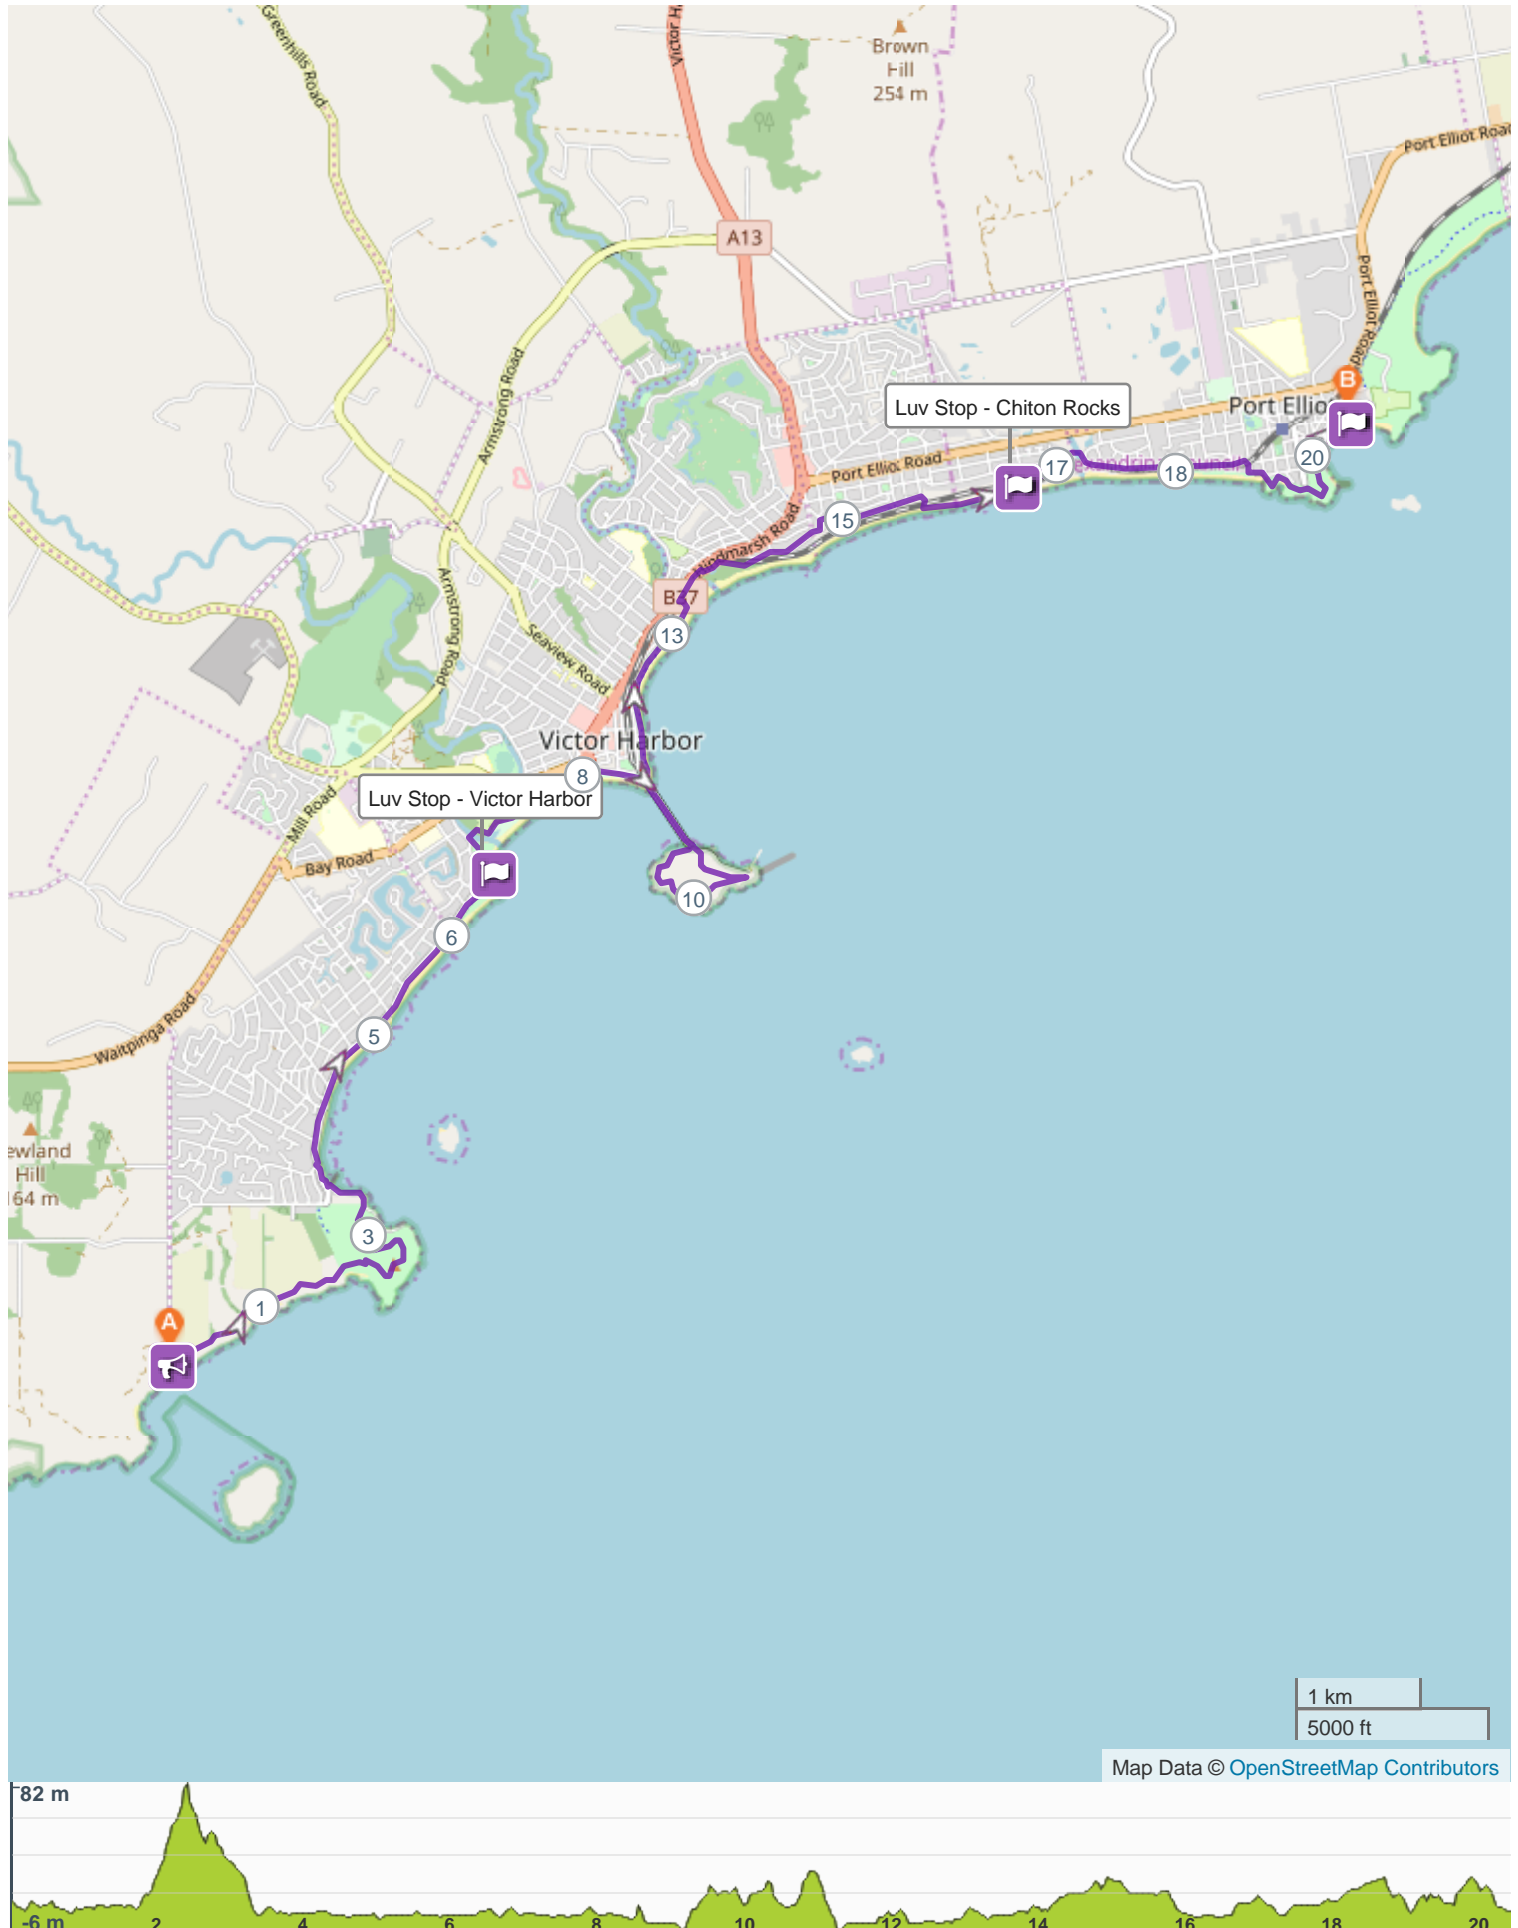 Greenhills Road
Victor H
Brown
Hill
254 m
Port Elliot Road
A13
Port Elliot Road
Armstrong Road
B
Luv Stop - Chiton Rocks
Port Ellio
Port Elliot Road
17
18
20
15
Hindmarsh Road
B37
13
Armstrong Road
Seaview Road
Victor Harbor
8
Luv Stop - Victor Harbor
Mill Road
Bay Road
10
6
Waitpinga Road
5
ewland
Hill
164 m
3
1
A
1 km
5000 ft
Map Data © OpenStreetMap Contributors
82 m
-6 m 2 4 6 8 10 12 14 16 18 20